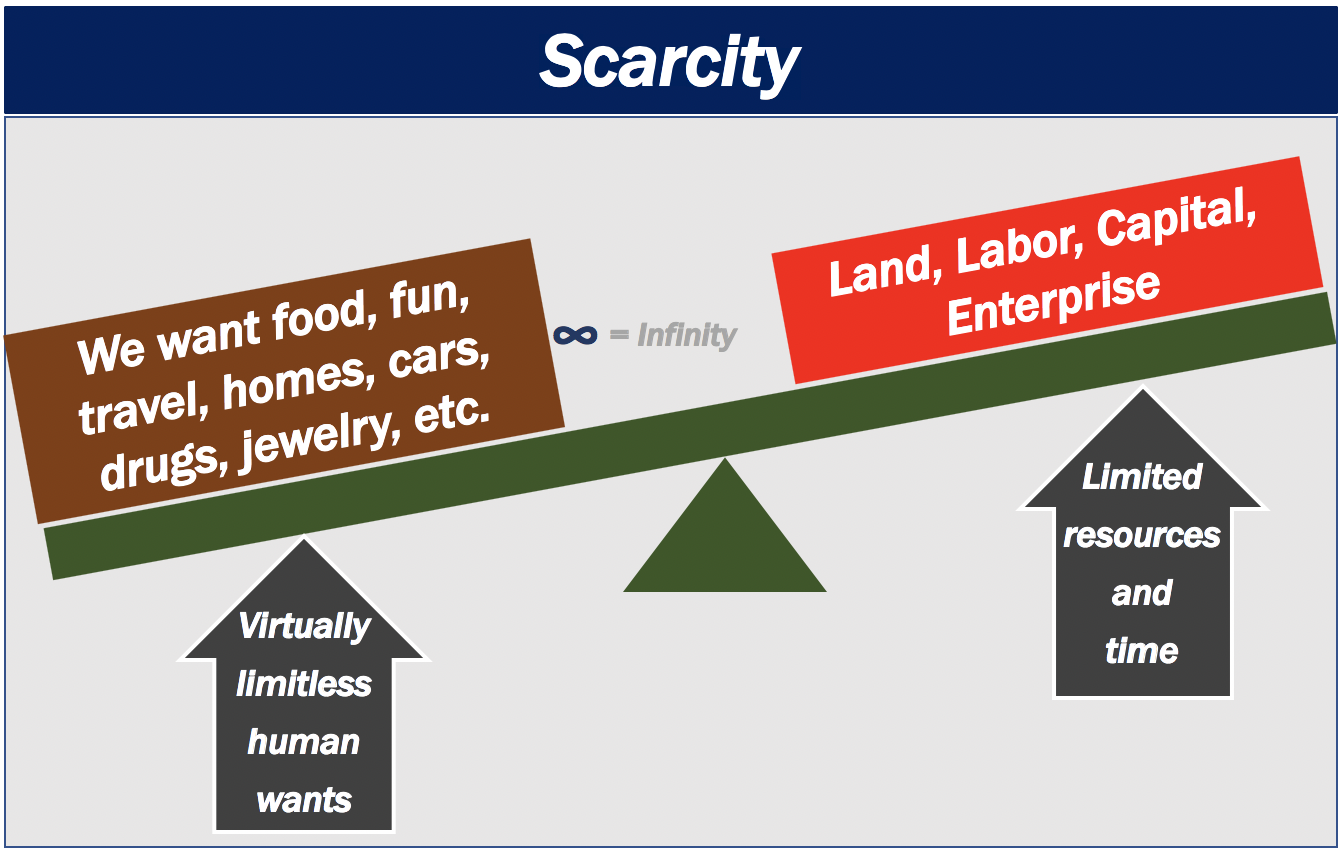 Scarcity
We want food, fun,
travel, homes, cars,
drugs, jewelry, etc.
∞ = Infinity
Land, Labor, Capital,
Enterprise
Virtually
limitless
human
wants
Limited
resources
and
time